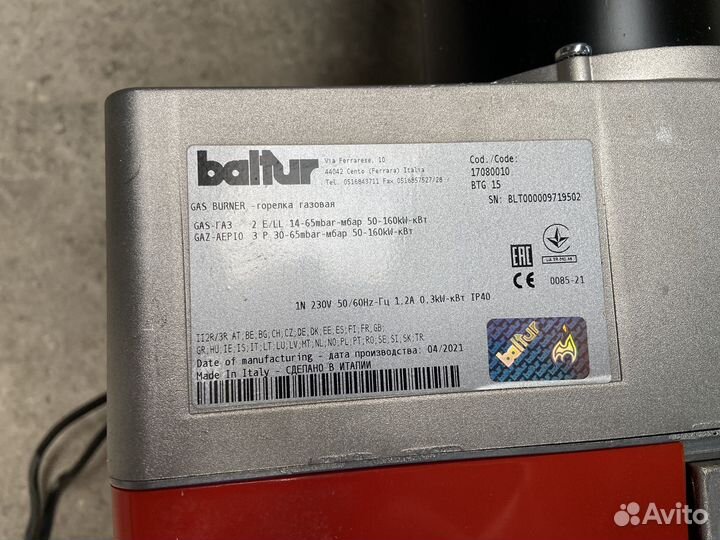 baltur
Via Ferrarese, 10
44042 Cento (Ferrara) Italia
Tel. 0516843711 Fax 0516857527/28
Cod./Code:
17080010
BTG 15
SN: BLT000009719502
GAS BURNER -горелка газовая
GAS-ГАЗ 2 E/LL 14-65mbar-мбар 50-160kW-кВт
GAZ-AEPIO 3 P 30-65mbar-мбар 50-160kW-кВт
EAC
UA.TR.041.48
CE 0085-21
1N 230V 50/60Hz-Гц 1,2A 0,3kW-кВт IP40
II2R/3R AT;BE;BG;CH;CZ;DE;DK;EE;ES;FI;FR;GB;
GR;HU;IE;IS;IT;LT;LU;LV;MT;NL;NO;PL;PT;RO;SE;SI;SK;TR
Date of manufacturing - дата производства: 04/2021
Made In Italy - СДЕЛАНО В ИТАЛИИ
baltur
Avito